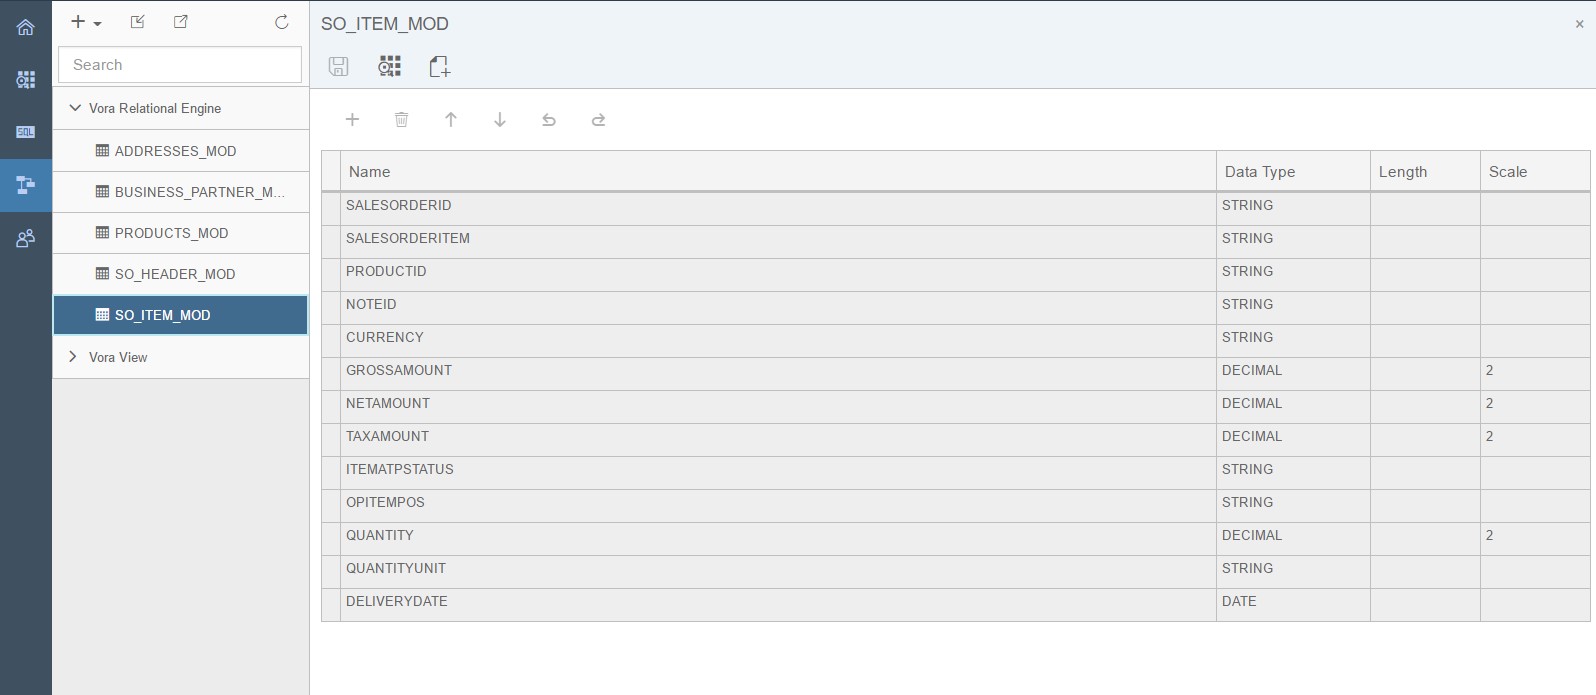 SO_ITEM_MOD
×
Search
SQL
Vora Relational Engine
ADDRESSES_MOD
BUSINESS_PARTNER_M...
PRODUCTS_MOD
SO_HEADER_MOD
SO_ITEM_MOD
Vora View
Name Data Type Length Scale
SALESORDERID STRING
SALESORDERITEM STRING
PRODUCTID STRING
NOTEID STRING
CURRENCY STRING
GROSSAMOUNT DECIMAL 2
NETAMOUNT DECIMAL 2
TAXAMOUNT DECIMAL 2
ITEMATPSTATUS STRING
OPITEMPOS STRING
QUANTITY DECIMAL 2
QUANTITYUNIT STRING
DELIVERYDATE DATE